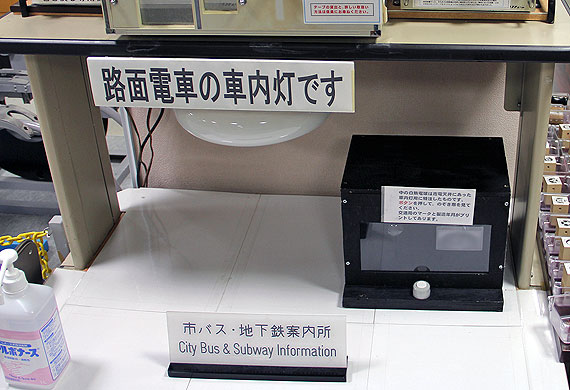 路面電車の車内灯です
中の白熱電球は市電天井にあった
車内灯用に特注したものです。
ボタンを押して、のぞき窓を見て
ください。
交通局のマークと製造年月がプリ
ントしてあります。
市バス・地下鉄案内所
City Bus & Subway Information